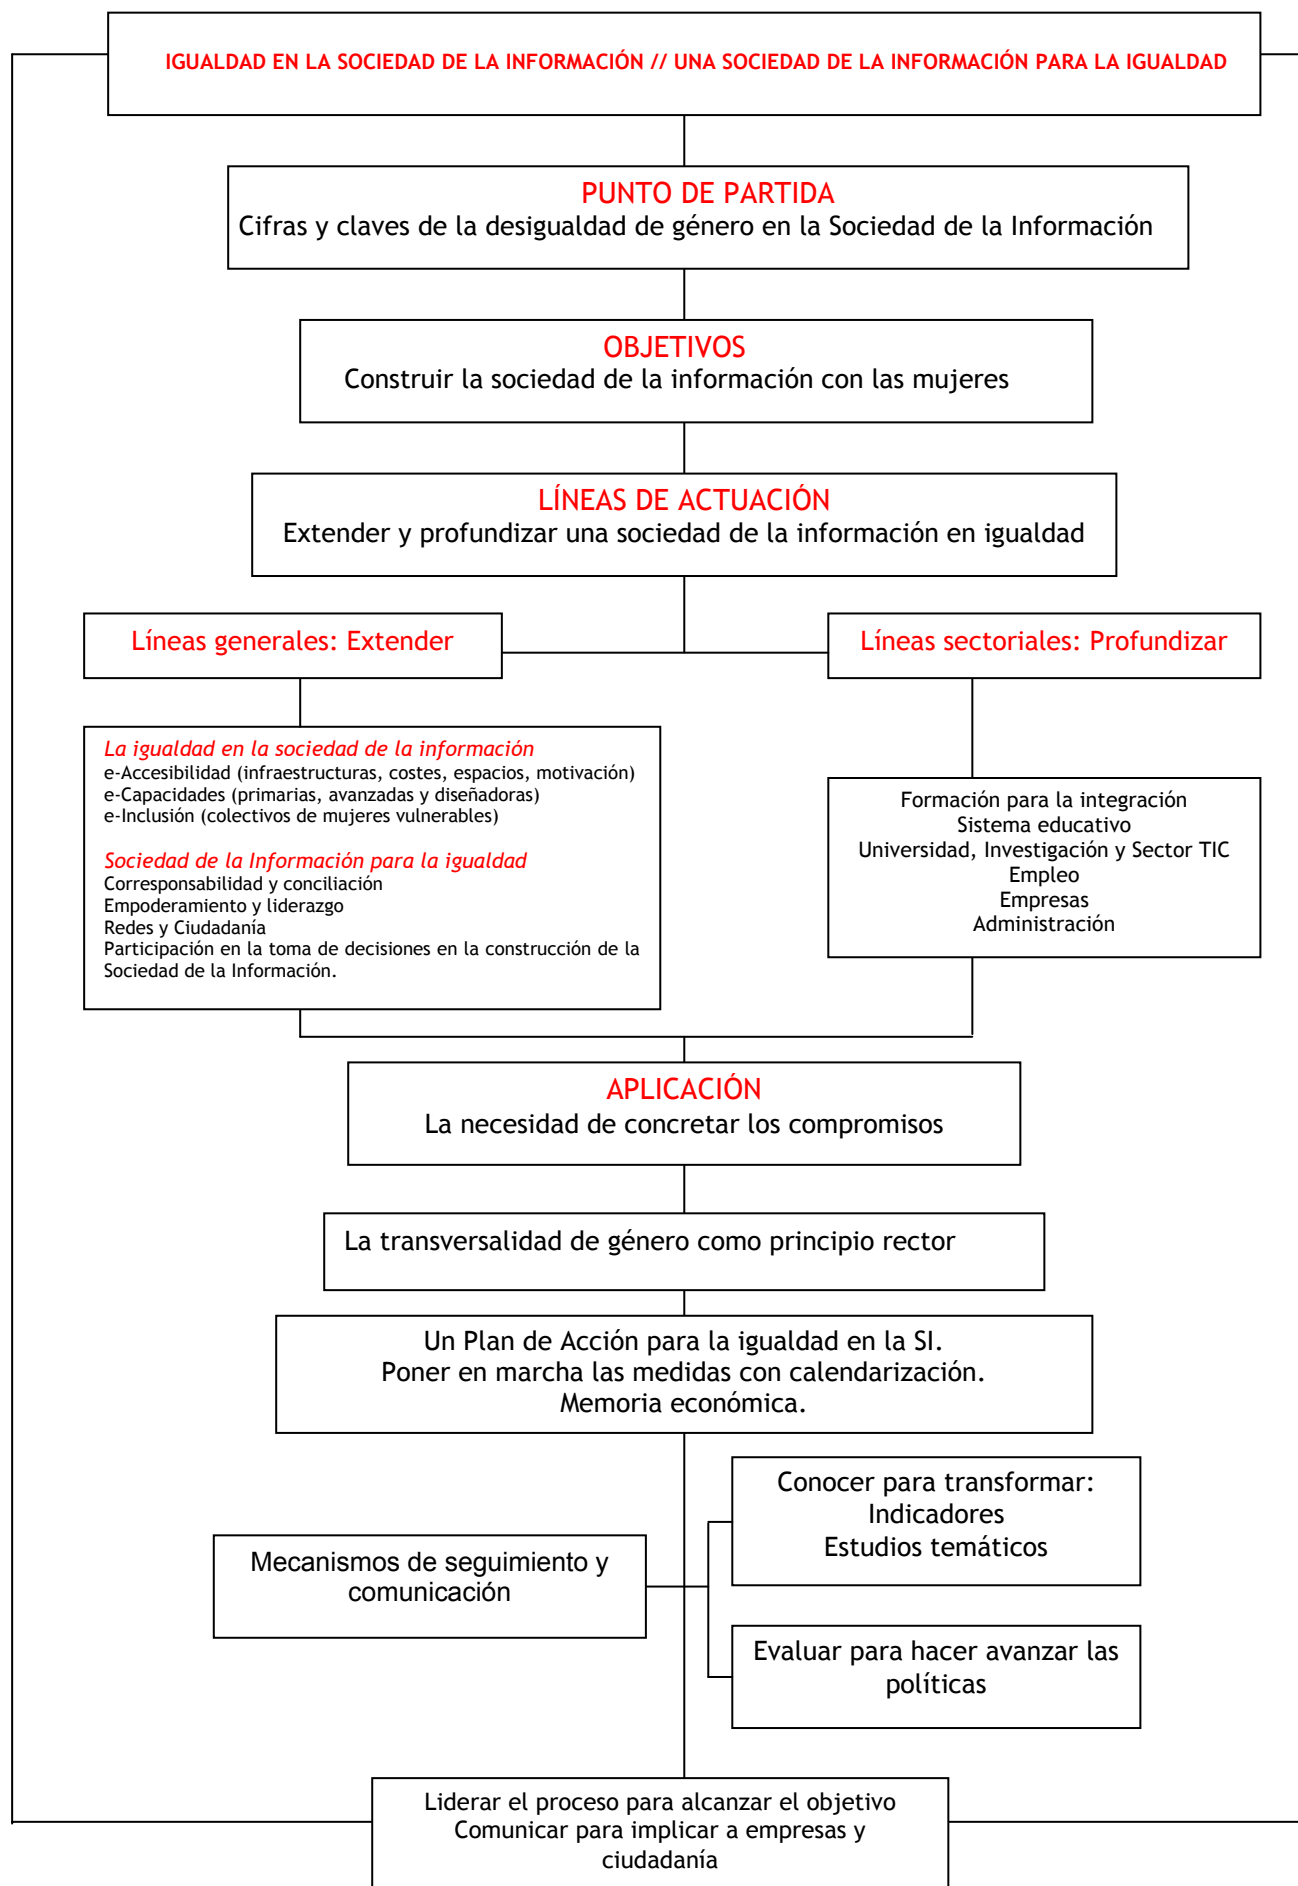 IGUALDAD EN LA SOCIEDAD DE LA INFORMACIÓN // UNA SOCIEDAD DE LA INFORMACIÓN PARA LA IGUALDAD
PUNTO DE PARTIDA
Cifras y claves de la desigualdad de género en la Sociedad de la Información
OBJETIVOS
Construir la sociedad de la información con las mujeres
LÍNEAS DE ACTUACIÓN
Extender y profundizar una sociedad de la información en igualdad
Líneas generales: Extender
Líneas sectoriales: Profundizar
La igualdad en la sociedad de la información
e-Accesibilidad (infraestructuras, costes, espacios, motivación)
e-Capacidades (primarias, avanzadas y diseñadoras)
e-Inclusión (colectivos de mujeres vulnerables)
Sociedad de la Información para la igualdad
Corresponsabilidad y conciliación
Empoderamiento y liderazgo
Redes y Ciudadanía
Participación en la toma de decisiones en la construcción de la
Sociedad de la Información.
Formación para la integración
Sistema educativo
Universidad, Investigación y Sector TIC
Empleo
Empresas
Administración
APLICACIÓN
La necesidad de concretar los compromisos
La transversalidad de género como principio rector
Un Plan de Acción para la igualdad en la SI.
Poner en marcha las medidas con calendarización.
Memoria económica.
Conocer para transformar:
Indicadores
Estudios temáticos
Mecanismos de seguimiento y
comunicación
Evaluar para hacer avanzar las
políticas
Liderar el proceso para alcanzar el objetivo
Comunicar para implicar a empresas y
ciudadanía